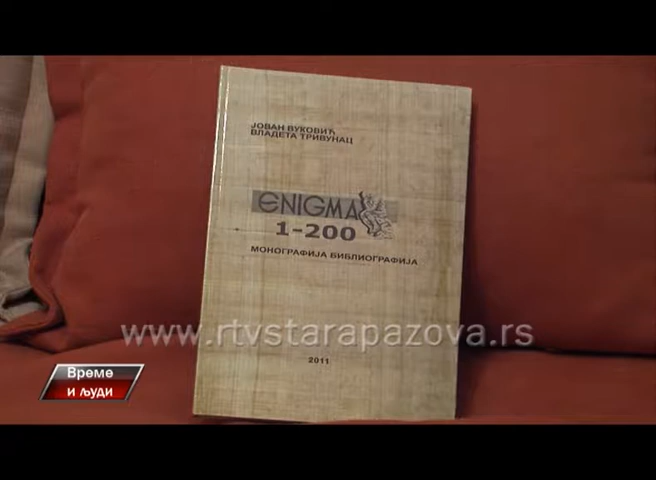 ЈОВАН ВУКОВИЋ
ВЛАДЕТА ТРИВУНАЦ
ENIGMA
1-200
МОНОГРАФИЈА БИБЛИОГРАФИЈА
www.rtvstarapazova.rs
2011
Време
и људи